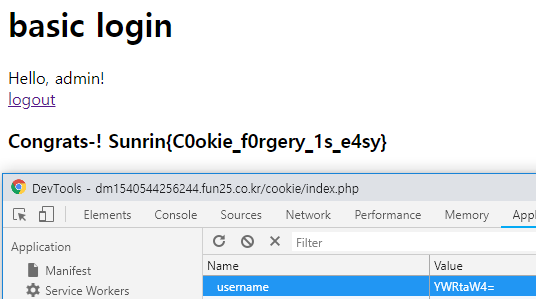 basic login
Hello, admin!
logout
Congrats-! Sunrin{C0okie_f0rgery_1s_e4sy}
DevTools - dm1540544256244.fun25.co.kr/cookie/index.php
Elements Console Sources Network Performance Memory
Application
Filter
Name Value
Manifest
username YWRtaW4=
Service Workers